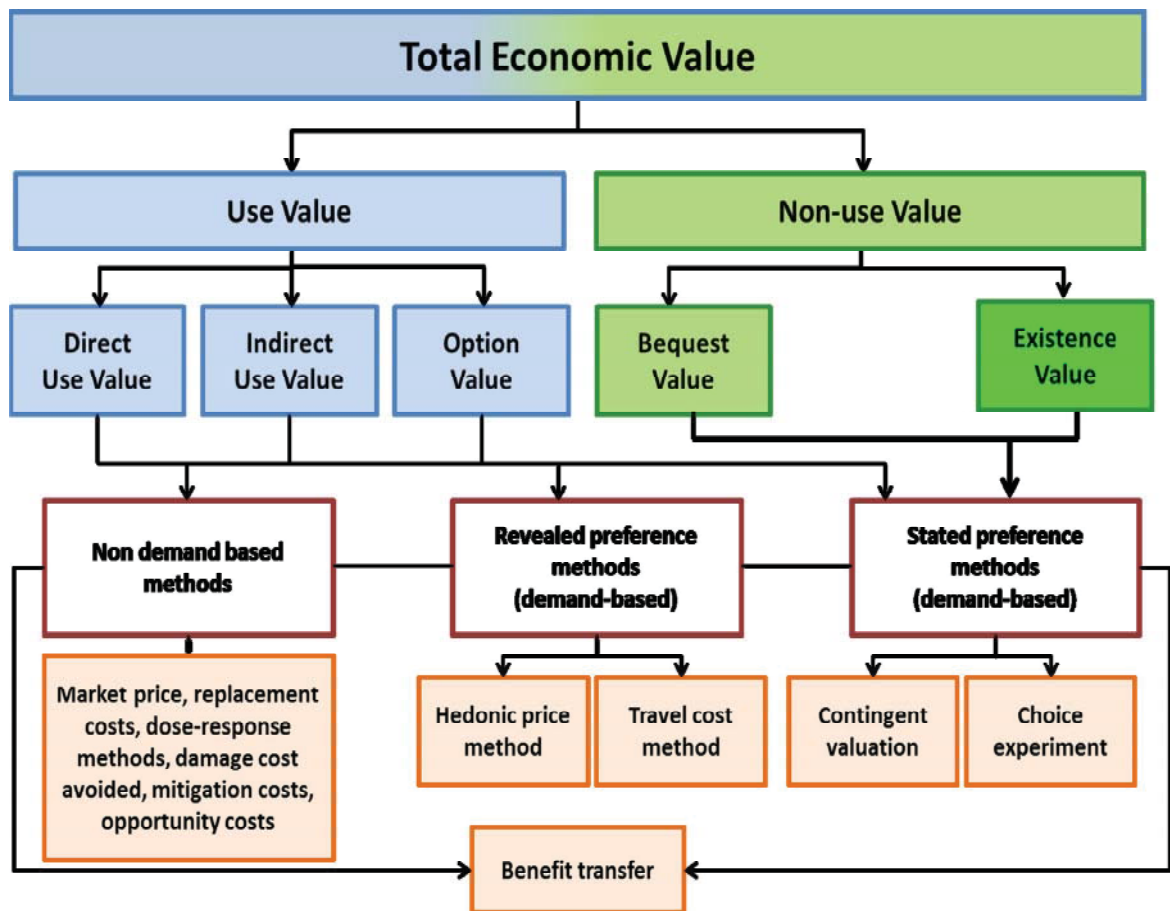 Total Economic Value
Use Value
Non-use Value
Direct
Use Value
Indirect
Use Value
Option
Value
Bequest
Value
Existence
Value
Non demand based
methods
Revealed preference
methods
(demand-based)
Stated preference
methods
(demand-based)
Market price, replacement
costs, dose-response
methods, damage cost
avoided, mitigation costs,
opportunity costs
Hedonic price
method
Travel cost
method
Contingent
valuation
Choice
experiment
Benefit transfer